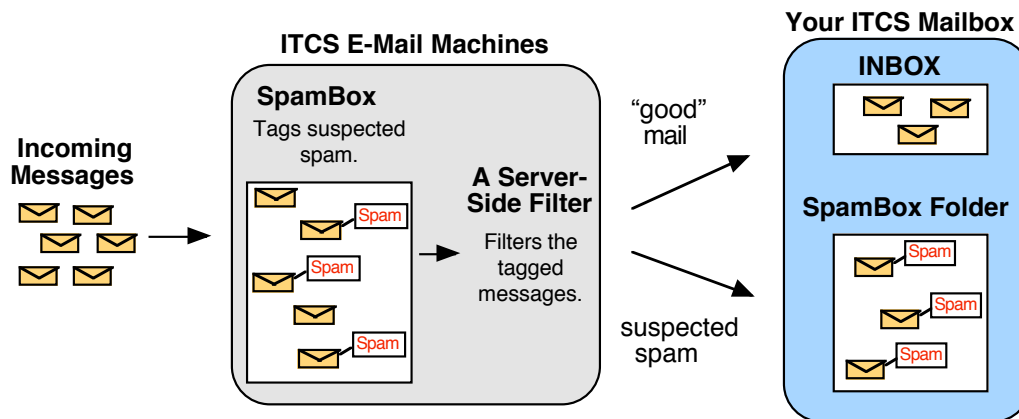 Incoming
Messages
ITCS E-Mail Machines
SpamBox
Tags suspected
spam.
Spam
Spam
Spam
A Server-
Side Filter
Filters the
tagged
messages.
“good”
mail
suspected
spam
Your ITCS Mailbox
INBOX
SpamBox Folder
Spam
Spam
Spam